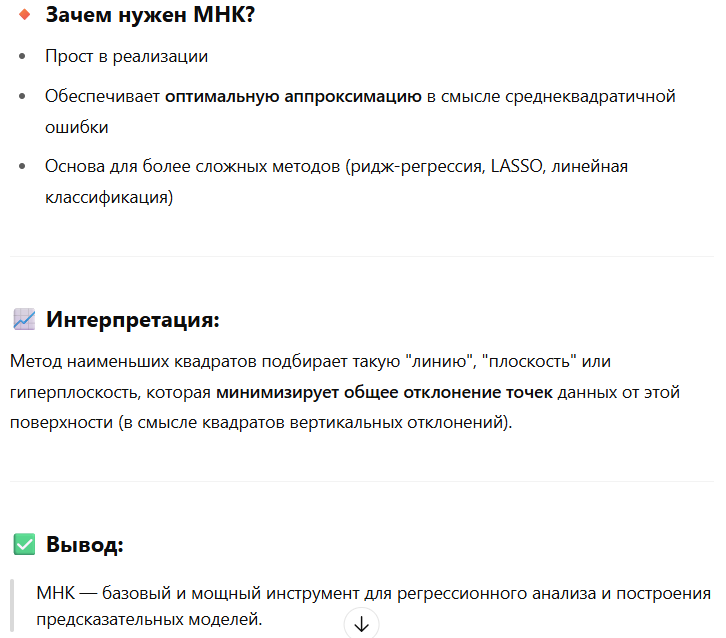 Зачем нужен МНК?
Прост в реализации
Обеспечивает оптимальную аппроксимацию в смысле среднеквадратичной
ошибки
Основа для более сложных методов (ридж-регрессия, LASSO, линейная
классификация)
Интерпретация:
Метод наименьших квадратов подбирает такую "линию", "плоскость" или
гиперплоскость, которая минимизирует общее отклонение точек данных от этой
поверхности (в смысле квадратов вертикальных отклонений).
Вывод:
МНК — базовый и мощный инструмент для регрессионного анализа и построения
предсказательных моделей.